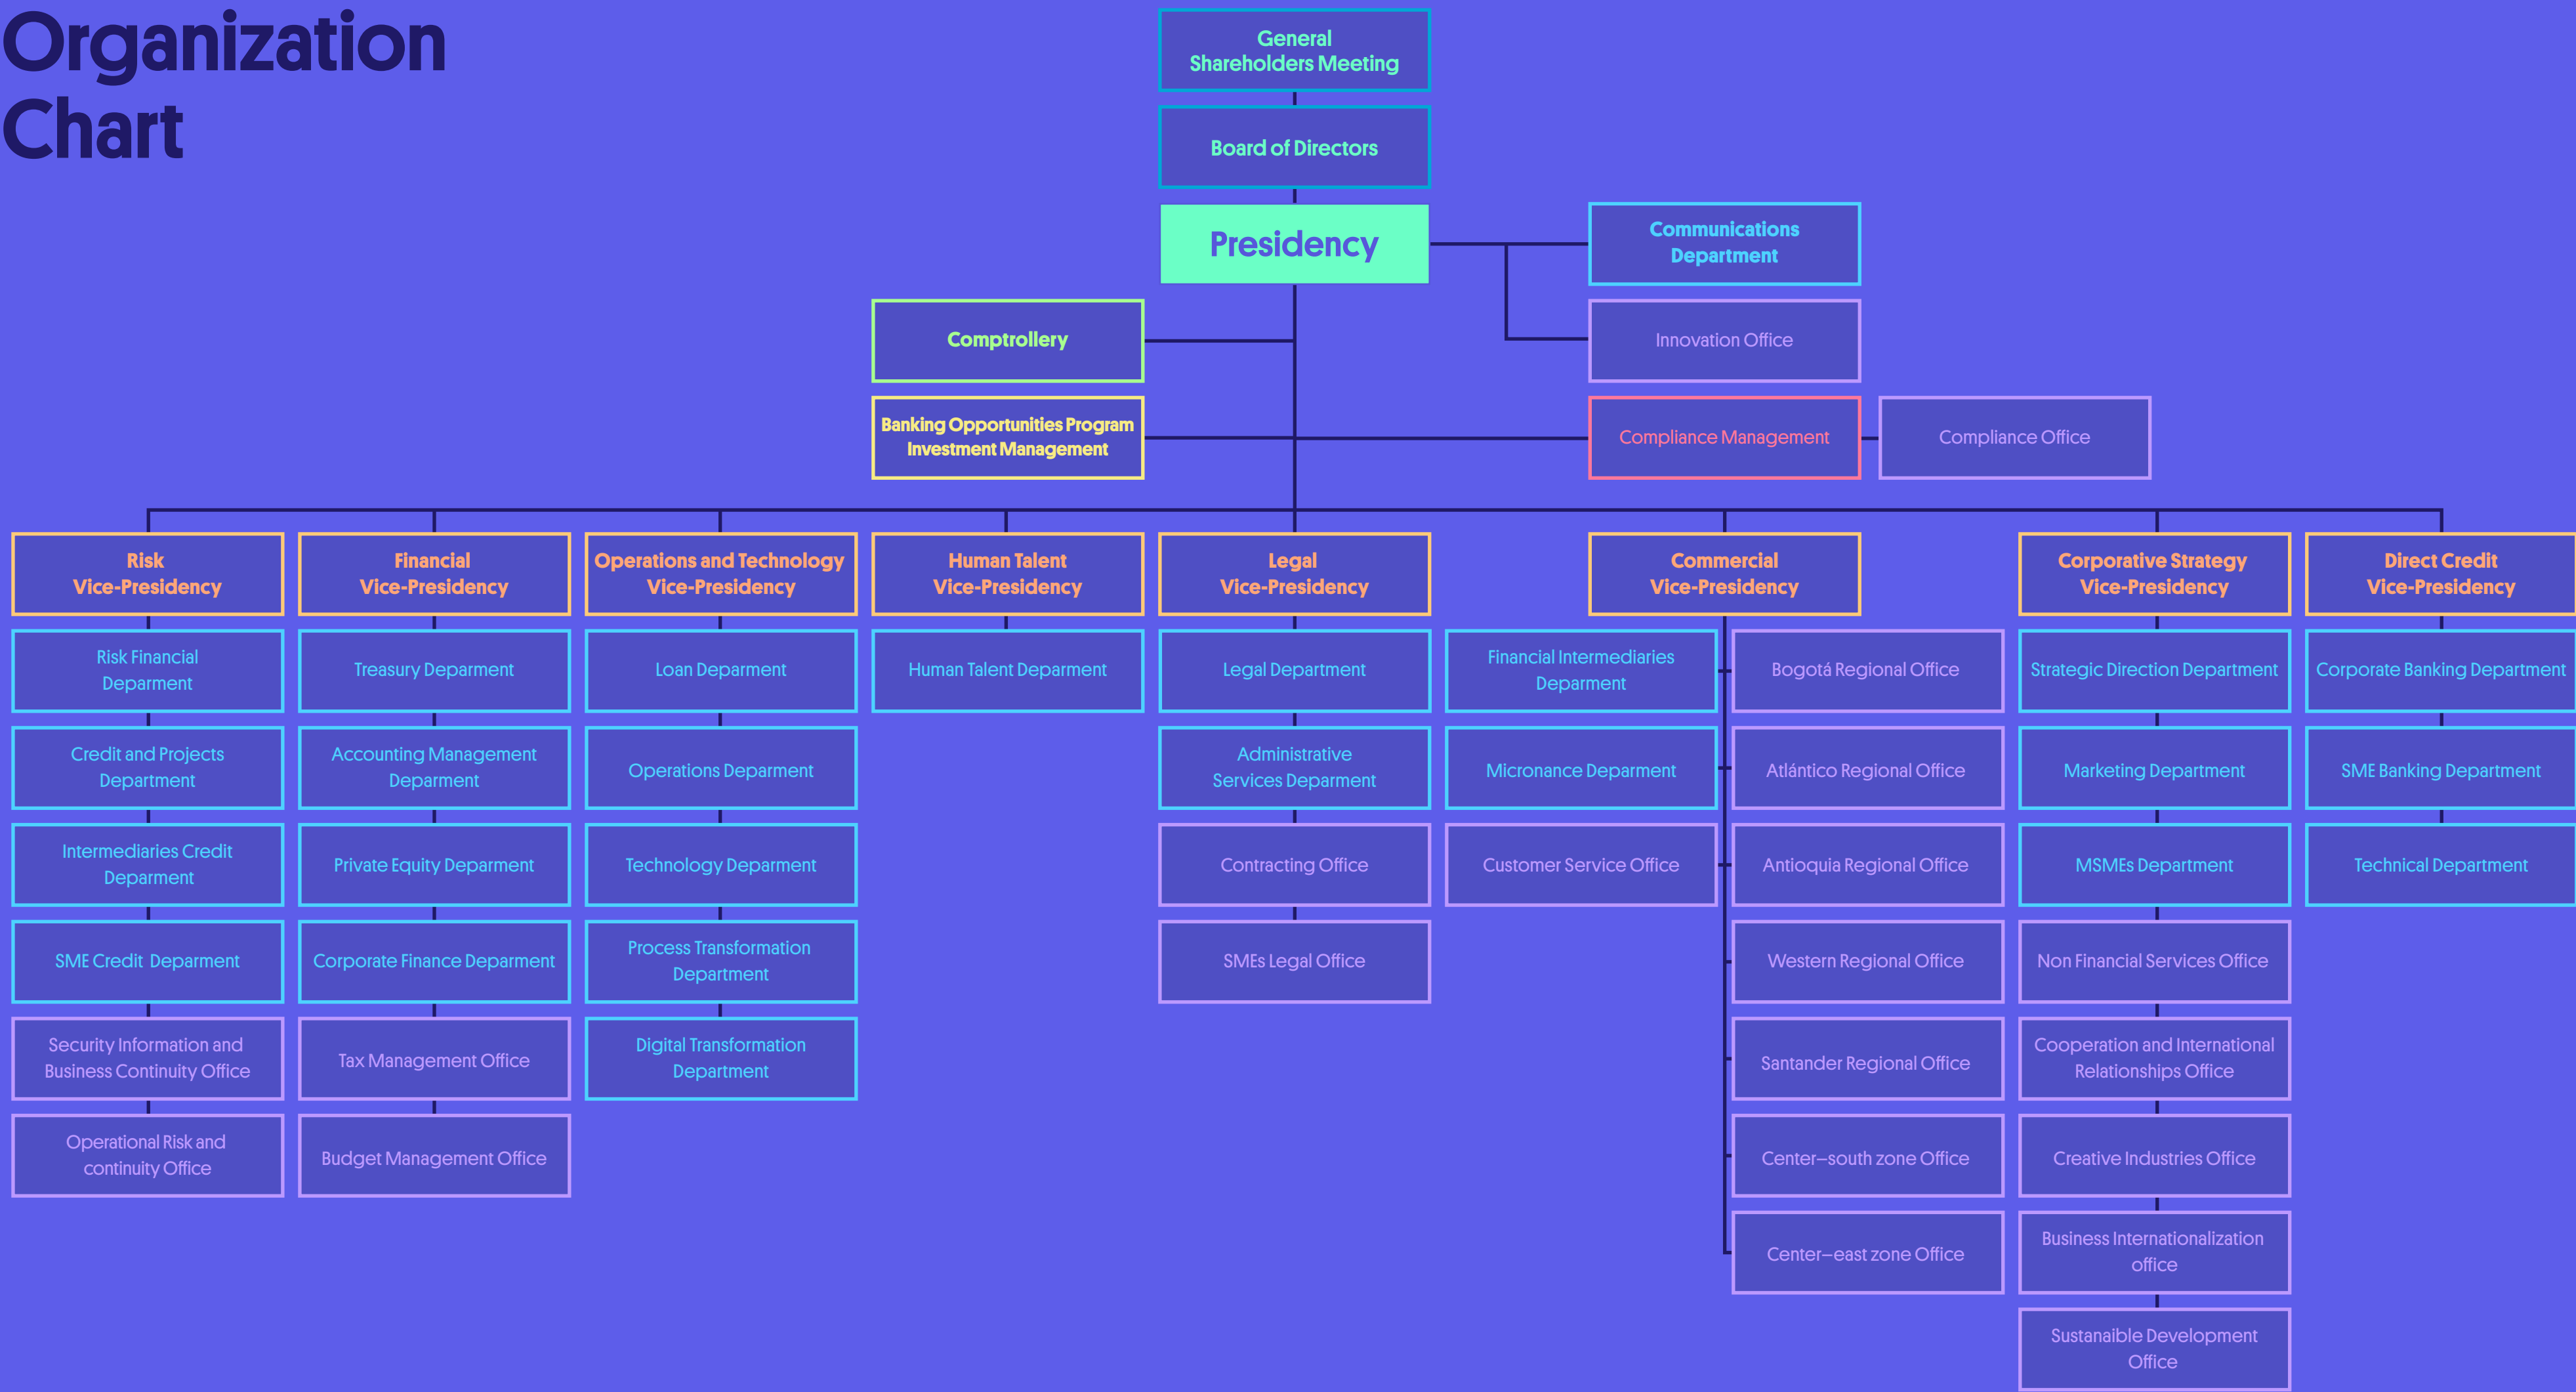 Organization
Chart
General
Shareholders Meeting
Board of Directors
Presidency
Communications
Department
Comptrollery
Innovation Office
Banking Opportunities Program
Investment Management
Compliance Management
Compliance Office
Risk
Vice-Presidency
Financial
Vice-Presidency
Operations and Technology
Vice-Presidency
Human Talent
Vice-Presidency
Legal
Vice-Presidency
Commercial
Vice-Presidency
Corporative Strategy
Vice-Presidency
Direct Credit
Vice-Presidency
Risk Financial
Deparment
Credit and Projects
Department
Intermediaries Credit
Deparment
SME Credit  Deparment
Security Information and
Business Continuity Office
Operational Risk and
continuity Office
Treasury Deparment
Accounting Management
Deparment
Private Equity Deparment
Corporate Finance Deparment
Tax Management Office
Budget Management Office
Loan Deparment
Operations Deparment
Technology Deparment
Process Transformation
Department
Digital Transformation
Department
Human Talent Deparment
Legal Department
Administrative
Services Deparment
Contracting Office
SMEs Legal Office
Financial Intermediaries
Deparment
Micronance Deparment
Customer Service Office
Bogotá Regional Office
Atlántico Regional Office
Antioquia Regional Office
Western Regional Office
Santander Regional Office
Center–south zone Office
Center–east zone Office
Strategic Direction Department
Marketing Department
MSMEs Department
Non Financial Services Office
Cooperation and International
Relationships Office
Creative Industries Office
Business Internationalization
office
Sustanaible Development
Office
Corporate Banking Department
SME Banking Department
Technical Department